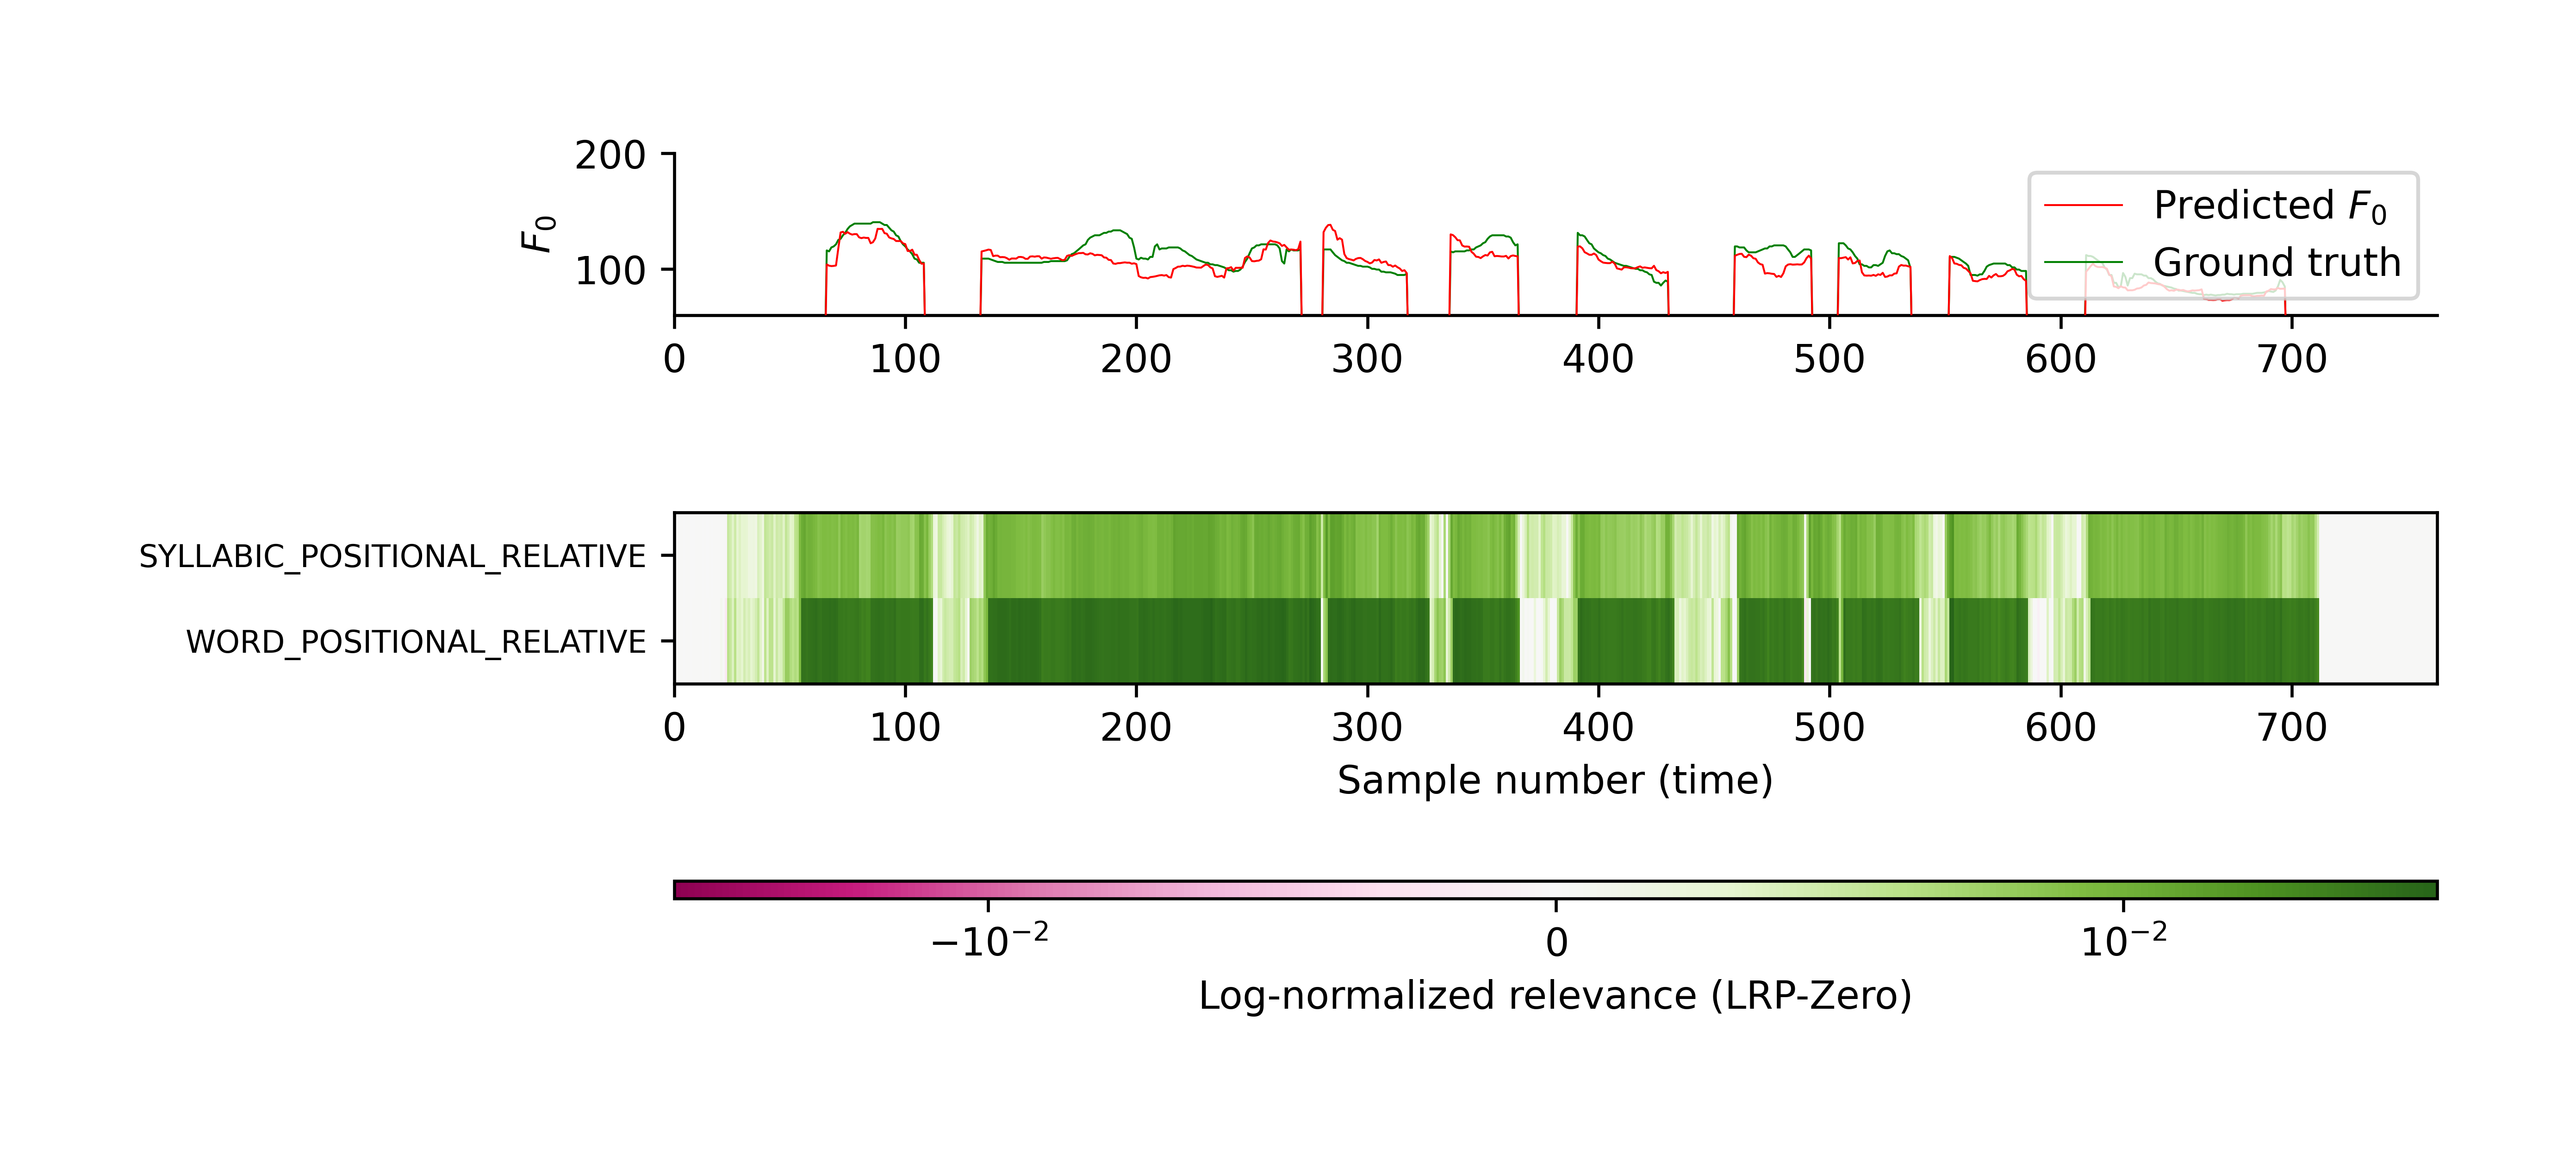 200
100
F₀
Predicted F₀
Ground truth
0 100 200 300 400 500 600 700
SYLLABIC_POSITIONAL_RELATIVE
WORD_POSITIONAL_RELATIVE
0 100 200 300 400 500 600 700
Sample number (time)
−10⁻² 0 10⁻²
Log-normalized relevance (LRP-Zero)